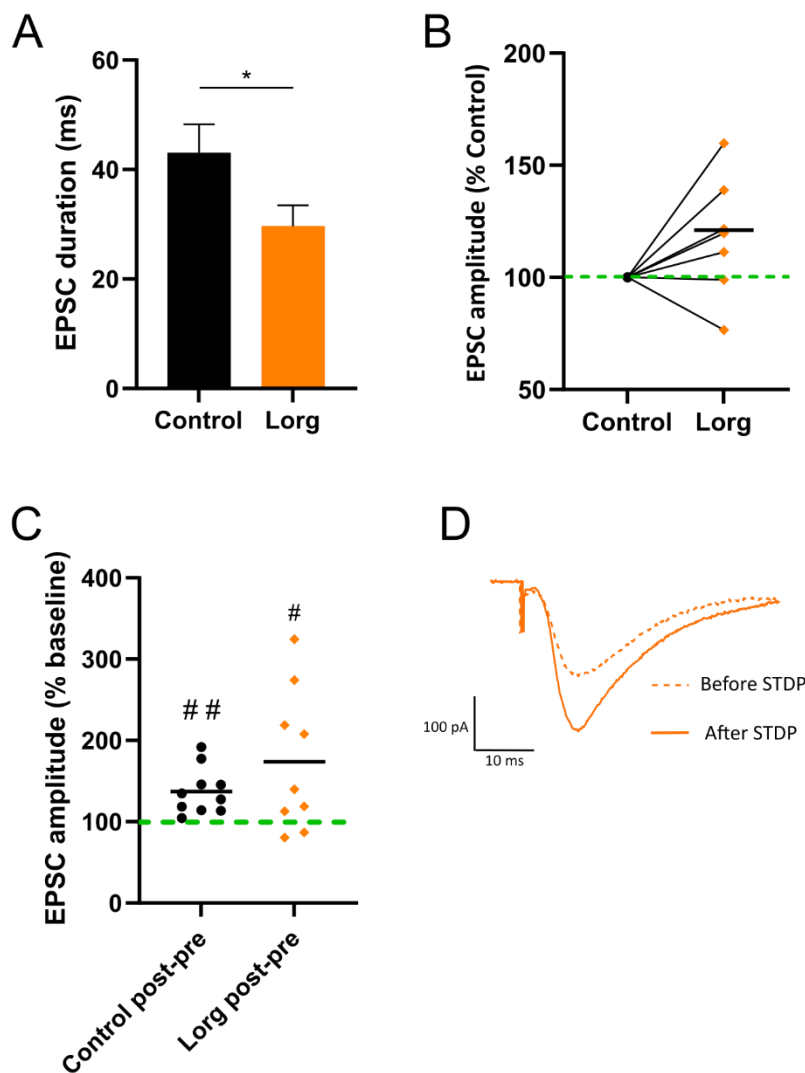 A
EPSC duration (ms)
60
40
20
0
*
Control
Lorg
B
EPSC amplitude (% Control)
200
150
100
50
Control
Lorg
C
EPSC amplitude (% baseline)
400
300
200
100
0
##
#
Control post-pre
Lorg post-pre
D
100 pA
10 ms
Before STDP
After STDP